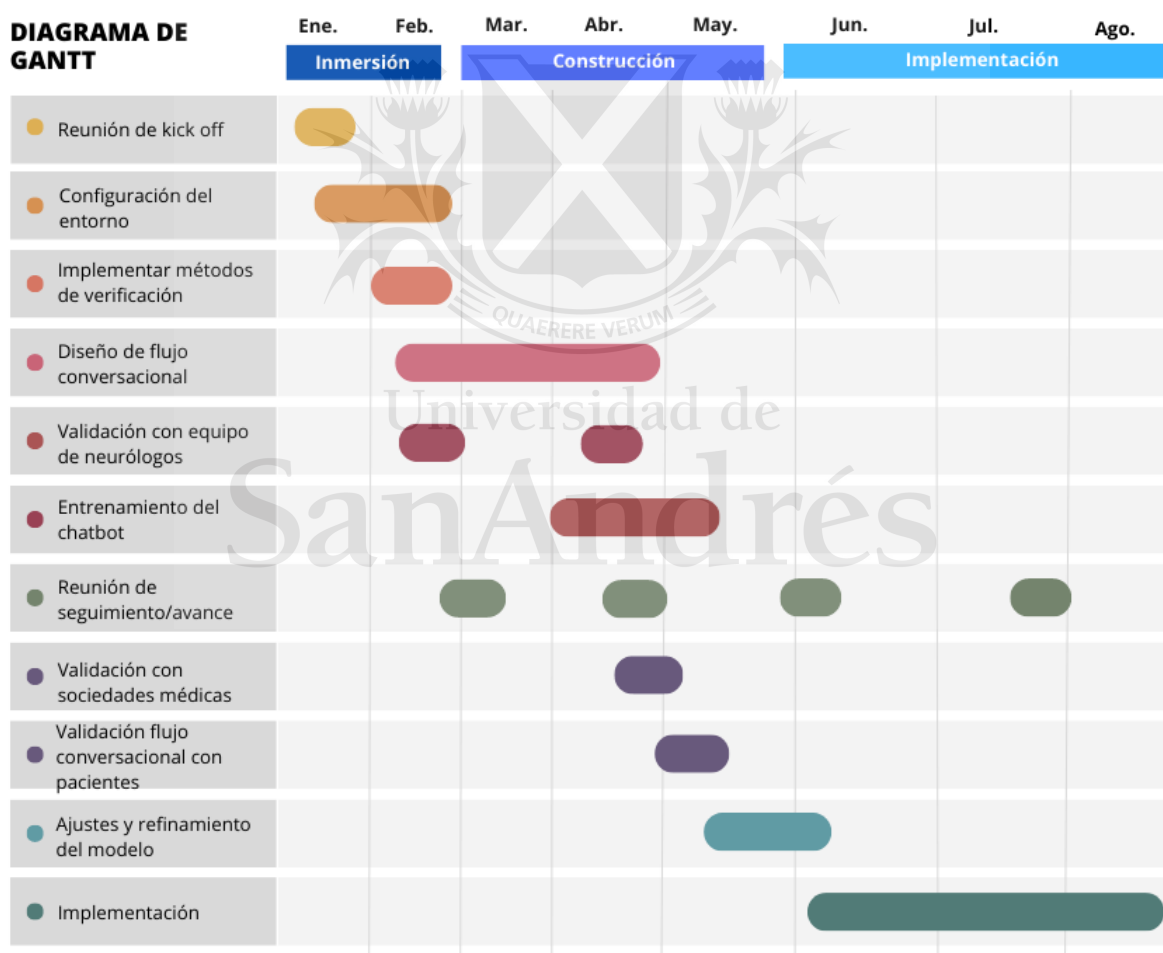 DIAGRAMA DE
GANTT
Ene. Feb. Mar. Abr. May. Jun. Jul. Ago.
Inmersión Construcción Implementación
Reunión de kick off
Configuración del
entorno
Implementar métodos
de verificación
QUAERERE VERUM
Diseño de flujo
conversacional
Universidad de
Validación con equipo
de neurólogos
SanAndrés
Entrenamiento del
chatbot
Reunión de
seguimiento/avance
Validación con
sociedades médicas
Validación flujo
conversacional con
pacientes
Ajustes y refinamiento
del modelo
Implementación